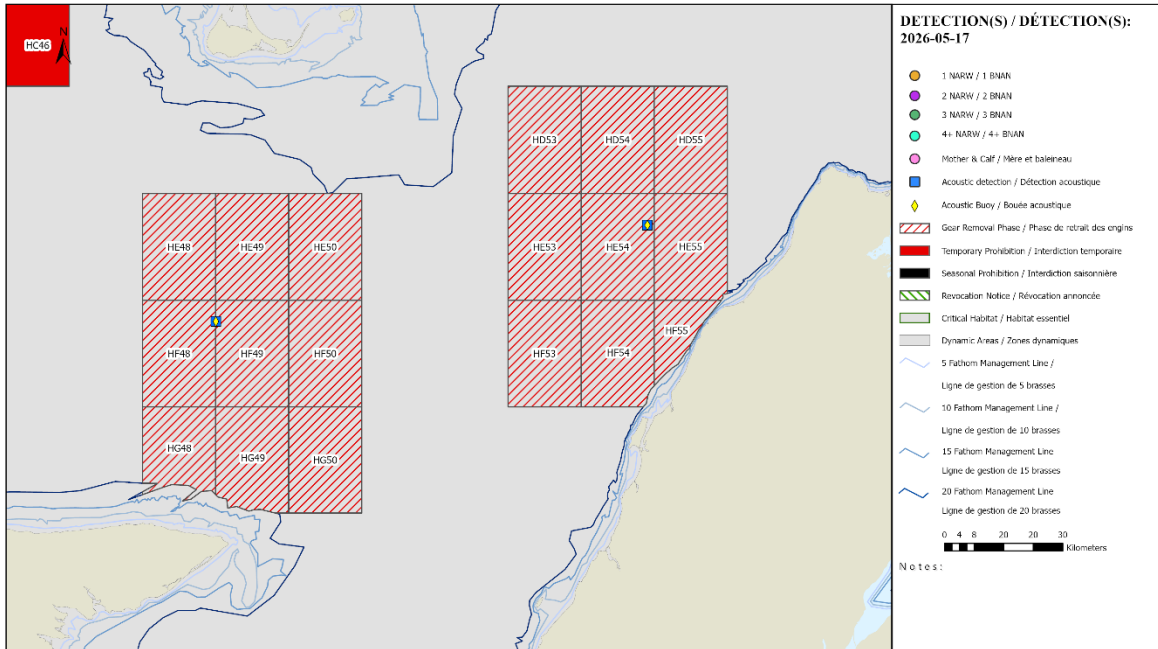 HC46
N
HD53 HD54 HD55
HE48 HE49 HE50
HE53 HE54 HE55
HF48 HF49 HF50
HF53 HF54 HF55
HG48 HG49 HG50
DETECTION(S) / DÉTECTION(S):
2026-05-17
1 NARW / 1 BNAN
2 NARW / 2 BNAN
3 NARW / 3 BNAN
4+ NARW / 4+ BNAN
Mother & Calf / Mère et baleineau
Acoustic detection / Détection acoustique
Acoustic Buoy / Bouée acoustique
Gear Removal Phase / Phase de retrait des engins
Temporary Prohibition / Interdiction temporaire
Seasonal Prohibition / Interdiction saisonnière
Revocation Notice / Révocation annoncée
Critical Habitat / Habitat essentiel
Dynamic Areas / Zones dynamiques
5 Fathom Management Line /
Ligne de gestion de 5 brasses
10 Fathom Management Line /
Ligne de gestion de 10 brasses
15 Fathom Management Line
Ligne de gestion de 15 brasses
20 Fathom Management Line
Ligne de gestion de 20 brasses
0 4 8 20 20 30
Kilometers
Notes: